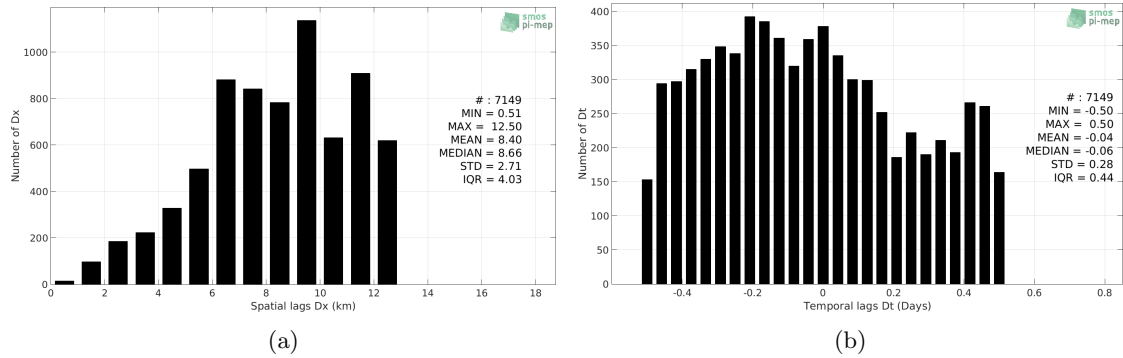 smos
pi-mep
1000
800
600
400
200
0
Number of Dx
# : 7149
MIN = 0.51
MAX = 12.50
MEAN = 8.40
MEDIAN = 8.66
STD = 2.71
IQR = 4.03
0 2 4 6 8 10 12 14 16 18
Spatial lags Dx (km)
(a)
smos
pi-mep
400
350
300
250
200
150
100
50
0
Number of Dt
# : 7149
MIN = -0.50
MAX = 0.50
MEAN = -0.04
MEDIAN = -0.06
STD = 0.28
IQR = 0.44
-0.4 -0.2 0 0.2 0.4 0.6 0.8
Temporal lags Dt (Days)
(b)